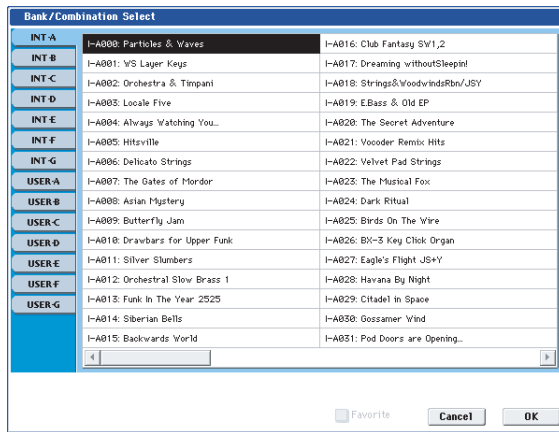 Bank/Combination Select
INT-A
INT-B
INT-C
INT-D
INT-E
INT-F
INT-G
USER-A
USER-B
USER-C
USER-D
USER-E
USER-F
USER-G
I-A000: Particles & Waves
I-A001: WS Layer Keys
I-A002: Orchestra & Timpani
I-A003: Locale Five
I-A004: Always Watching You...
I-A005: Hitsville
I-A006: Delicato Strings
I-A007: The Gates of Mordor
I-A008: Asian Mystery
I-A009: Butterfly Jam
I-A010: Drawbars for Upper Funk
I-A011: Silver Slumbers
I-A012: Orchestral Slow Brass 1
I-A013: Funk In The Year 2525
I-A014: Siberian Bells
I-A015: Backwards World
I-A016: Club Fantasy SW1,2
I-A017: Dreaming withoutSleepin!
I-A018: Strings&WoodwindsRbn/JSY
I-A019: E.Bass & Old EP
I-A020: The Secret Adventure
I-A021: Vocoder Remix Hits
I-A022: Velvet Pad Strings
I-A023: The Musical Fox
I-A024: Dark Ritual
I-A025: Birds On The Wire
I-A026: BX-3 Key Click Organ
I-A027: Eagle's Flight JS+Y
I-A028: Havana By Night
I-A029: Citadel in Space
I-A030: Gossamer Wind
I-A031: Pod Doors are Opening...
Favorite
Cancel
OK